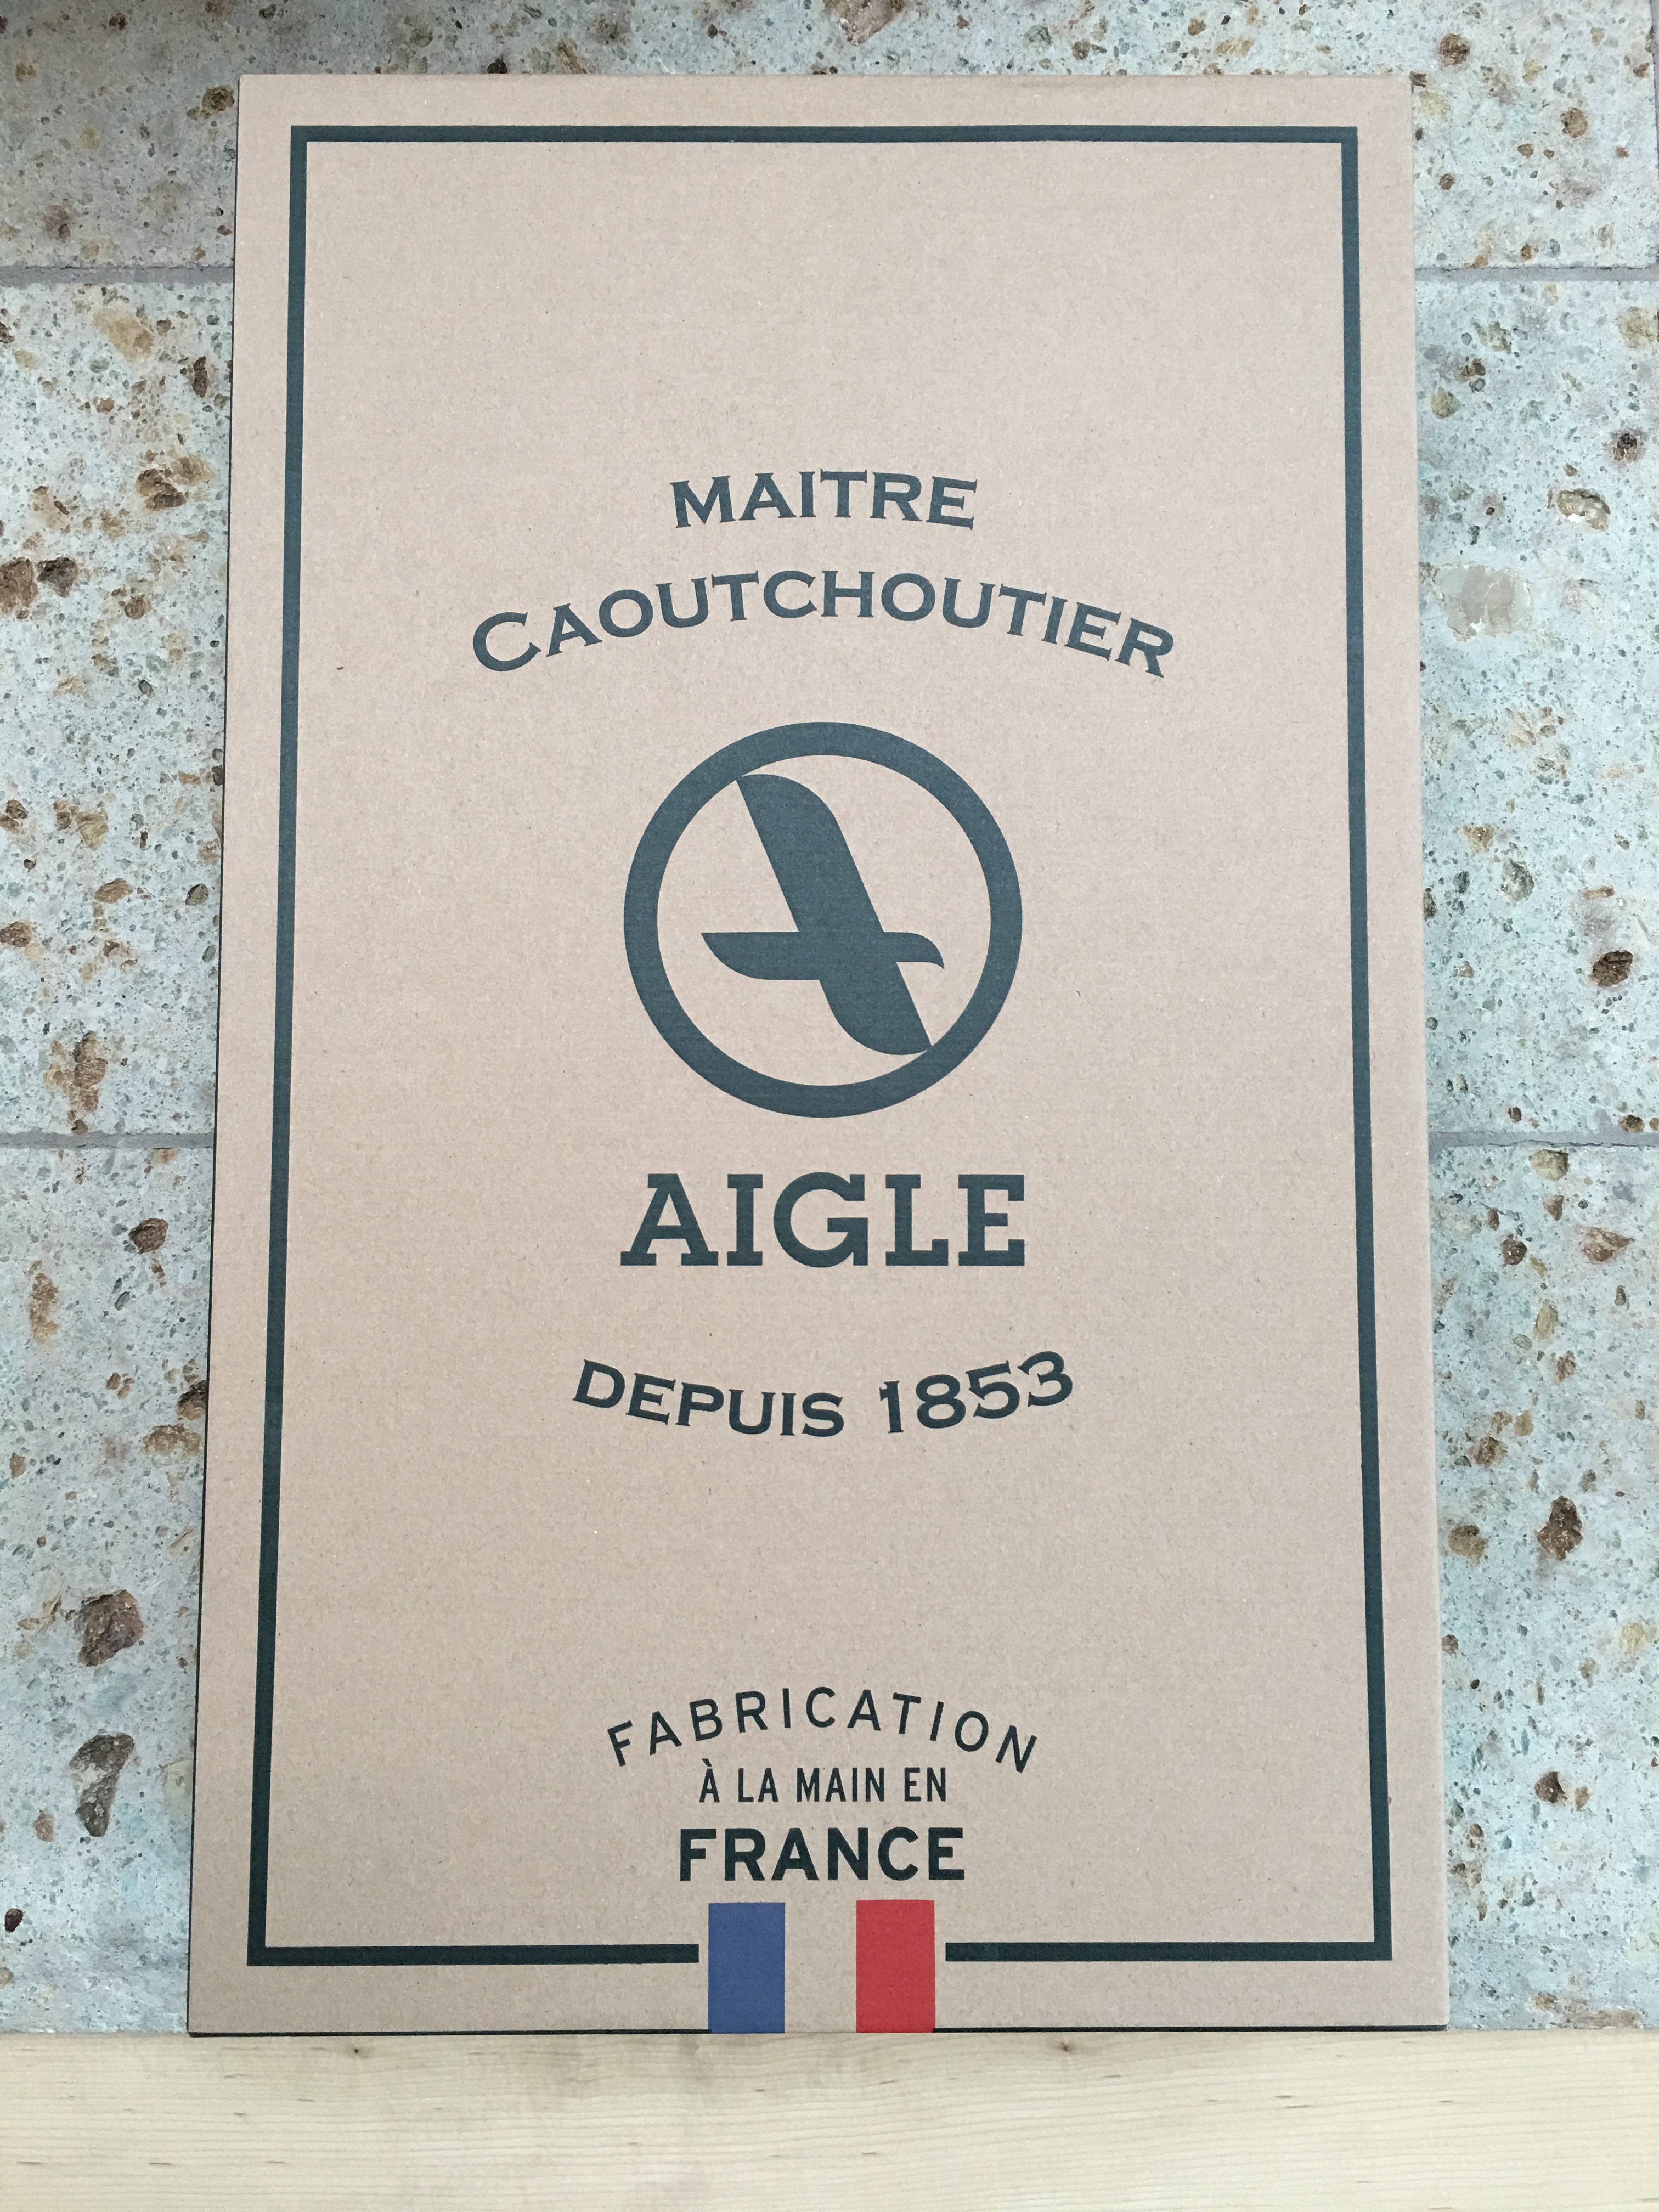 MAITRE
CAOUTCHOUTIER
AIGLE
DEPUIS 1853
FABRICATION
À LA MAIN EN
FRANCE